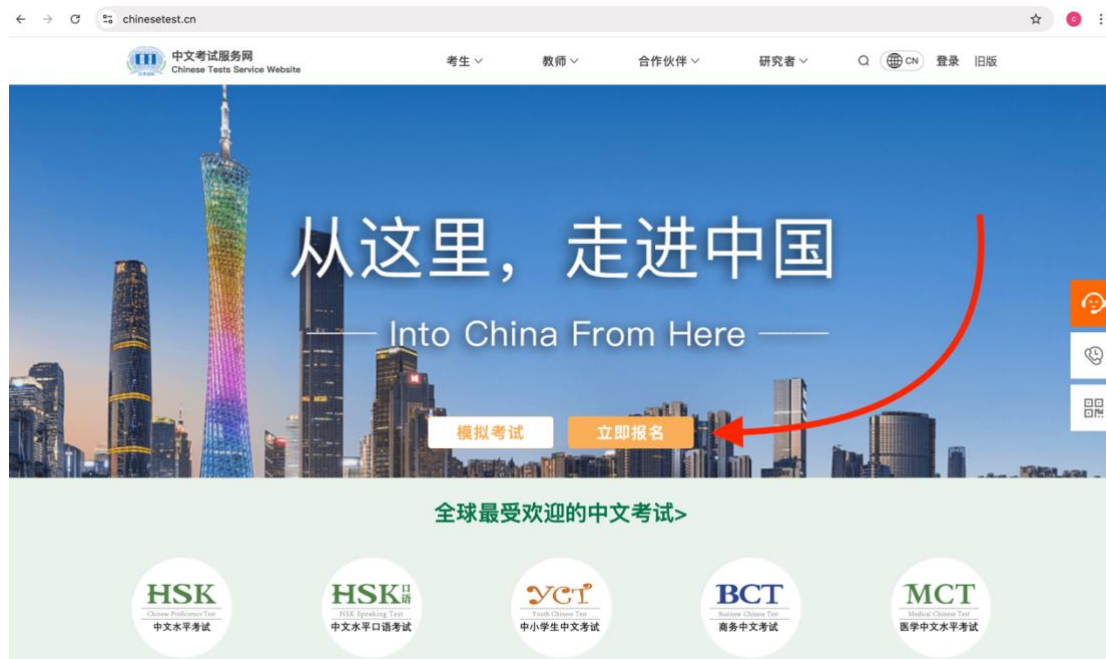 chinesetest.cn
中文考试服务网
Chinese Tests Service Website
考生
教师
合作伙伴
研究者
CN
登录
旧版
从这里，走进中国
Into China From Here
模拟考试
立即报名
全球最受欢迎的中文考试>
HSK
Chinese Proficiency Test
中文水平考试
HSK口语
HSK Speaking Test
中文水平口语考试
YCT
Youth Chinese Test
中小学生中文考试
BCT
Business Chinese Test
商务中文考试
MCT
Medical Chinese Test
医学中文水平考试